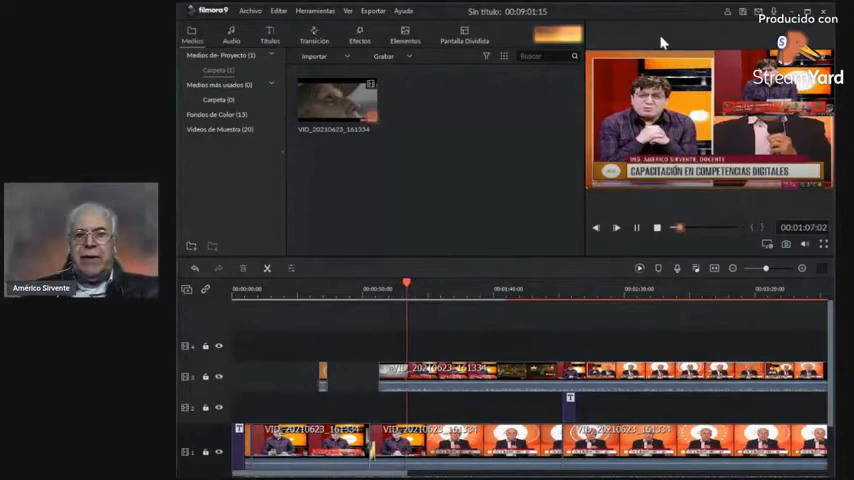 filmora9 Archivo Editar Herramientas Ver Exportar Ayuda Sin título: 00:09:01:15
Producido con
S
StreamYard
Medios Audio Títulos Transición Efectos Elementos Pantalla Dividida
Medios de- Proyecto (1)
Carpeta (1)
Medios más usados (0)
Carpeta (0)
Fondos de Color (15)
Videos de Muestra (20)
Importar Grabar Buscar
VID_20210623_161334
ING. AMÉRICO SIRVENTE, DOCENTE
CAPACITACIÓN EN COMPETENCIAS DIGITALES
00:01:07:02
Américo Sirvente
00:00:00:00 00:00:50:00 00:01:40:00 00:02:30:00 00:03:20:00
4
3 VID_20210623_161334
2 T
T
1 VID_20210623_161334 VID_20210623_161334 VID_20210623_161334